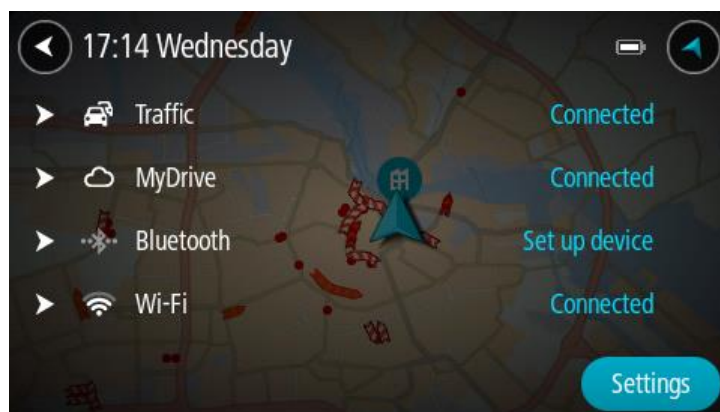 17:14 Wednesday
Traffic Connected
MyDrive Connected
Bluetooth Set up device
Wi-Fi Connected
Settings